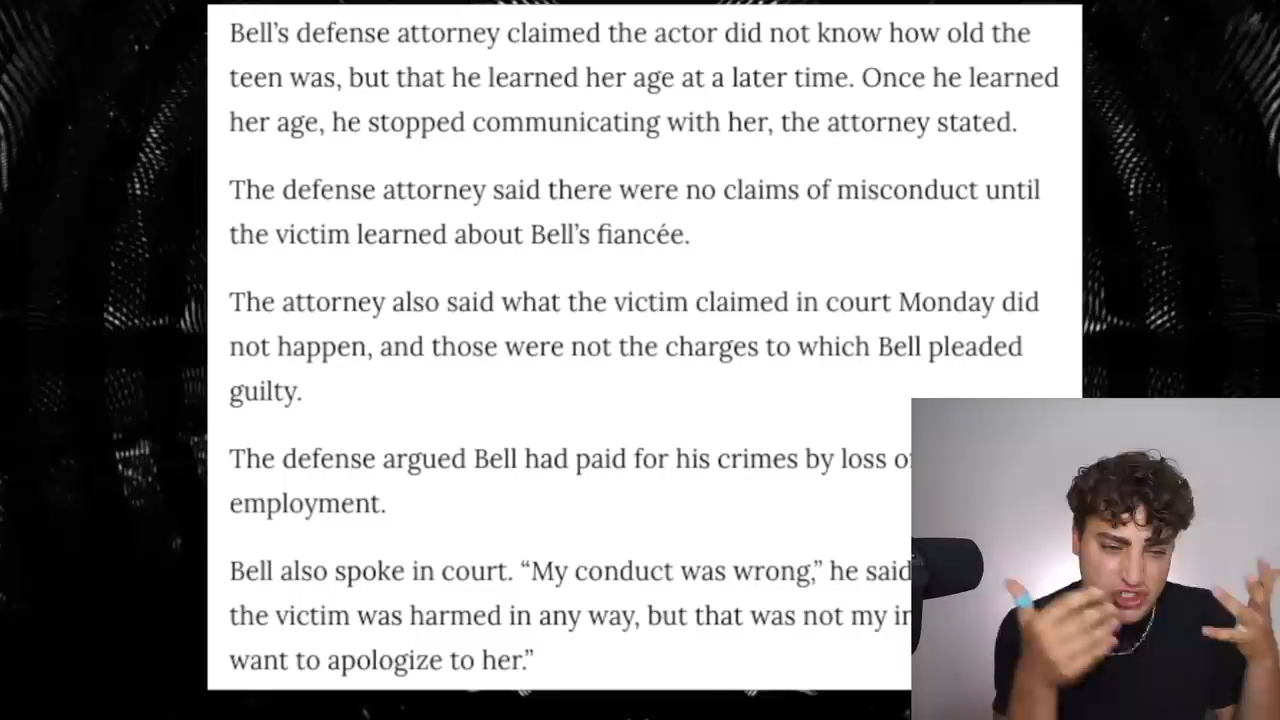 Bell’s defense attorney claimed the actor did not know how old the
teen was, but that he learned her age at a later time. Once he learned
her age, he stopped communicating with her, the attorney stated.
The defense attorney said there were no claims of misconduct until
the victim learned about Bell’s fiancée.
The attorney also said what the victim claimed in court Monday did
not happen, and those were not the charges to which Bell pleaded
guilty.
The defense argued Bell had paid for his crimes by loss
employment.
Bell also spoke in court. “My conduct was wrong,” he said
the victim was harmed in any way, but that was not my
want to apologize to her.”